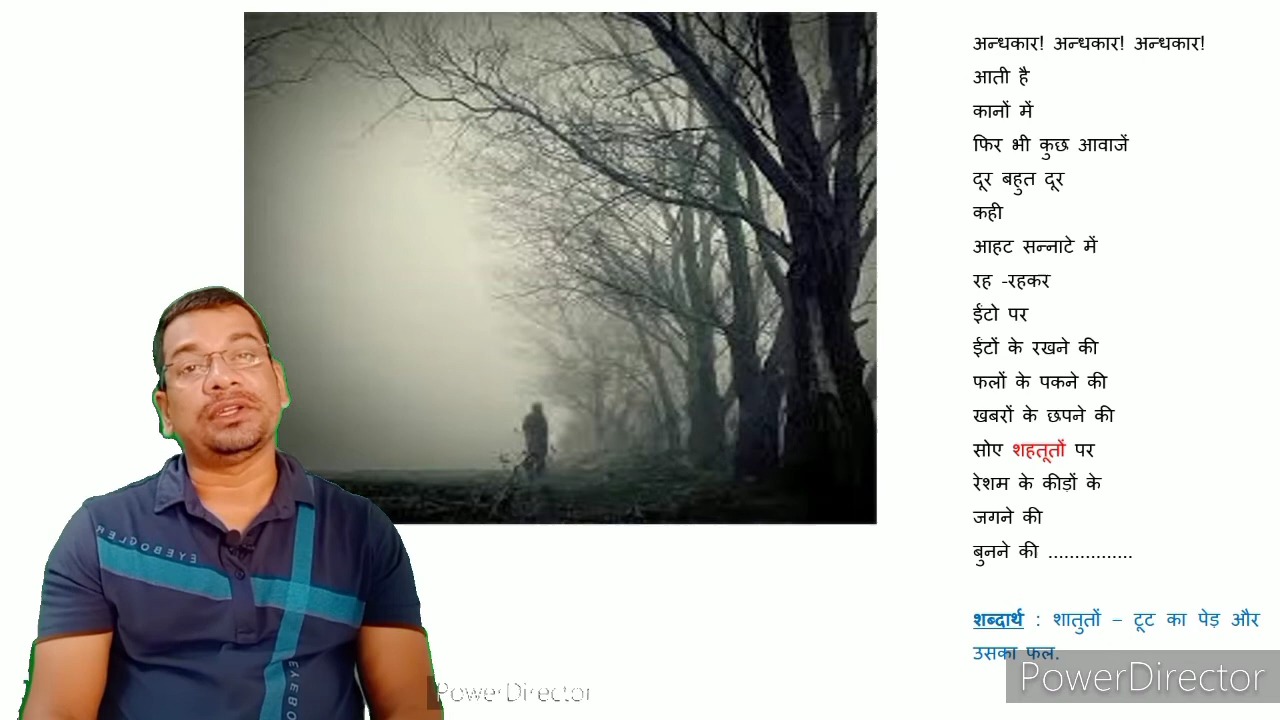 अन्धकार! अन्धकार! अन्धकार!
आती है
कानों में
फिर भी कुछ आवाजें
दूर बहुत दूर
कही
आहट सन्नाटे में
रह -रहकर
ईंटो पर
ईंटों के रखने की
फलों के पकने की
खबरों के छपने की
सोए शहतूतों पर
रेशम के कीड़ों के
जगने की
बुनने की ................
शब्दार्थ : शातुतों – टूट का पेड़ और
उसका फल.
PowerDirector
PowerDirector
EYEBOGLER